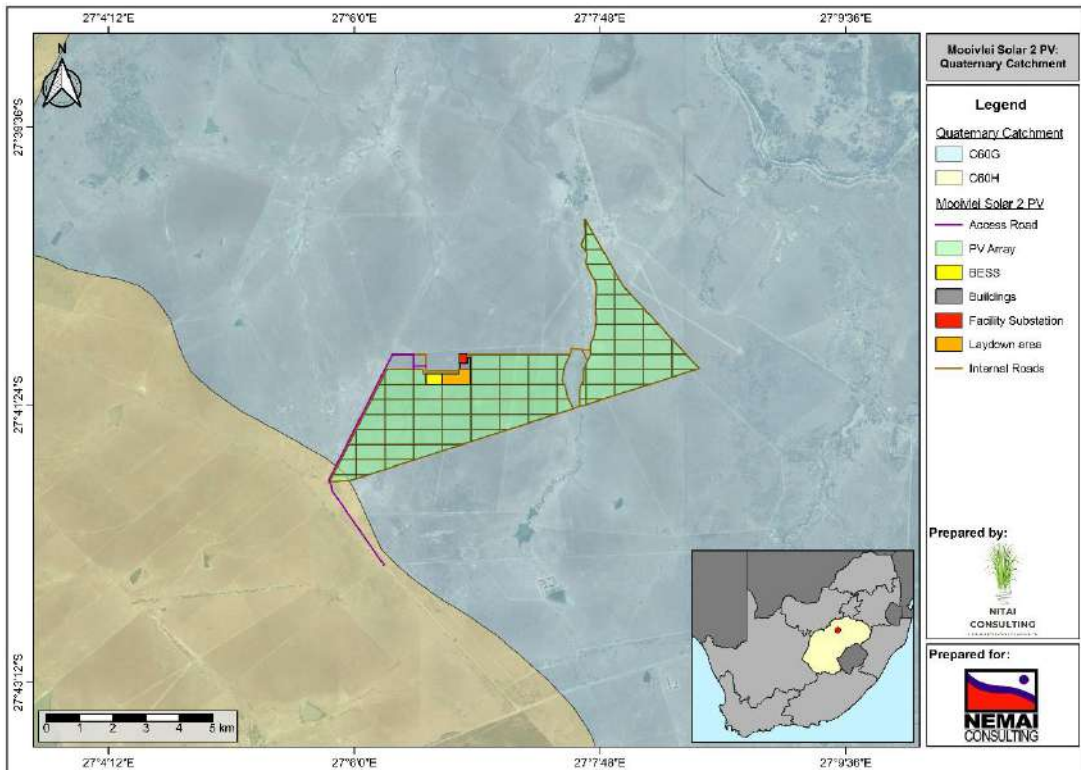 27°4'12"E
27°6'0"E
27°7'48"E
27°9'36"E
N
27°39'36"S
27°41'24"S
27°43'12"S
0 1 2 3 4 5 km
27°4'12"E
27°6'0"E
27°7'48"E
27°9'36"E
Mooivlei Solar 2 PV:
Quaternary Catchment
Legend
Quaternary Catchment
C60G
C60H
Mooivlei Solar 2 PV
Access Road
PV Array
BESS
Buildings
Facility Substation
Laydown area
Internal Roads
Prepared by:
NITAI
CONSULTING
Prepared for:
NEMAI
CONSULTING